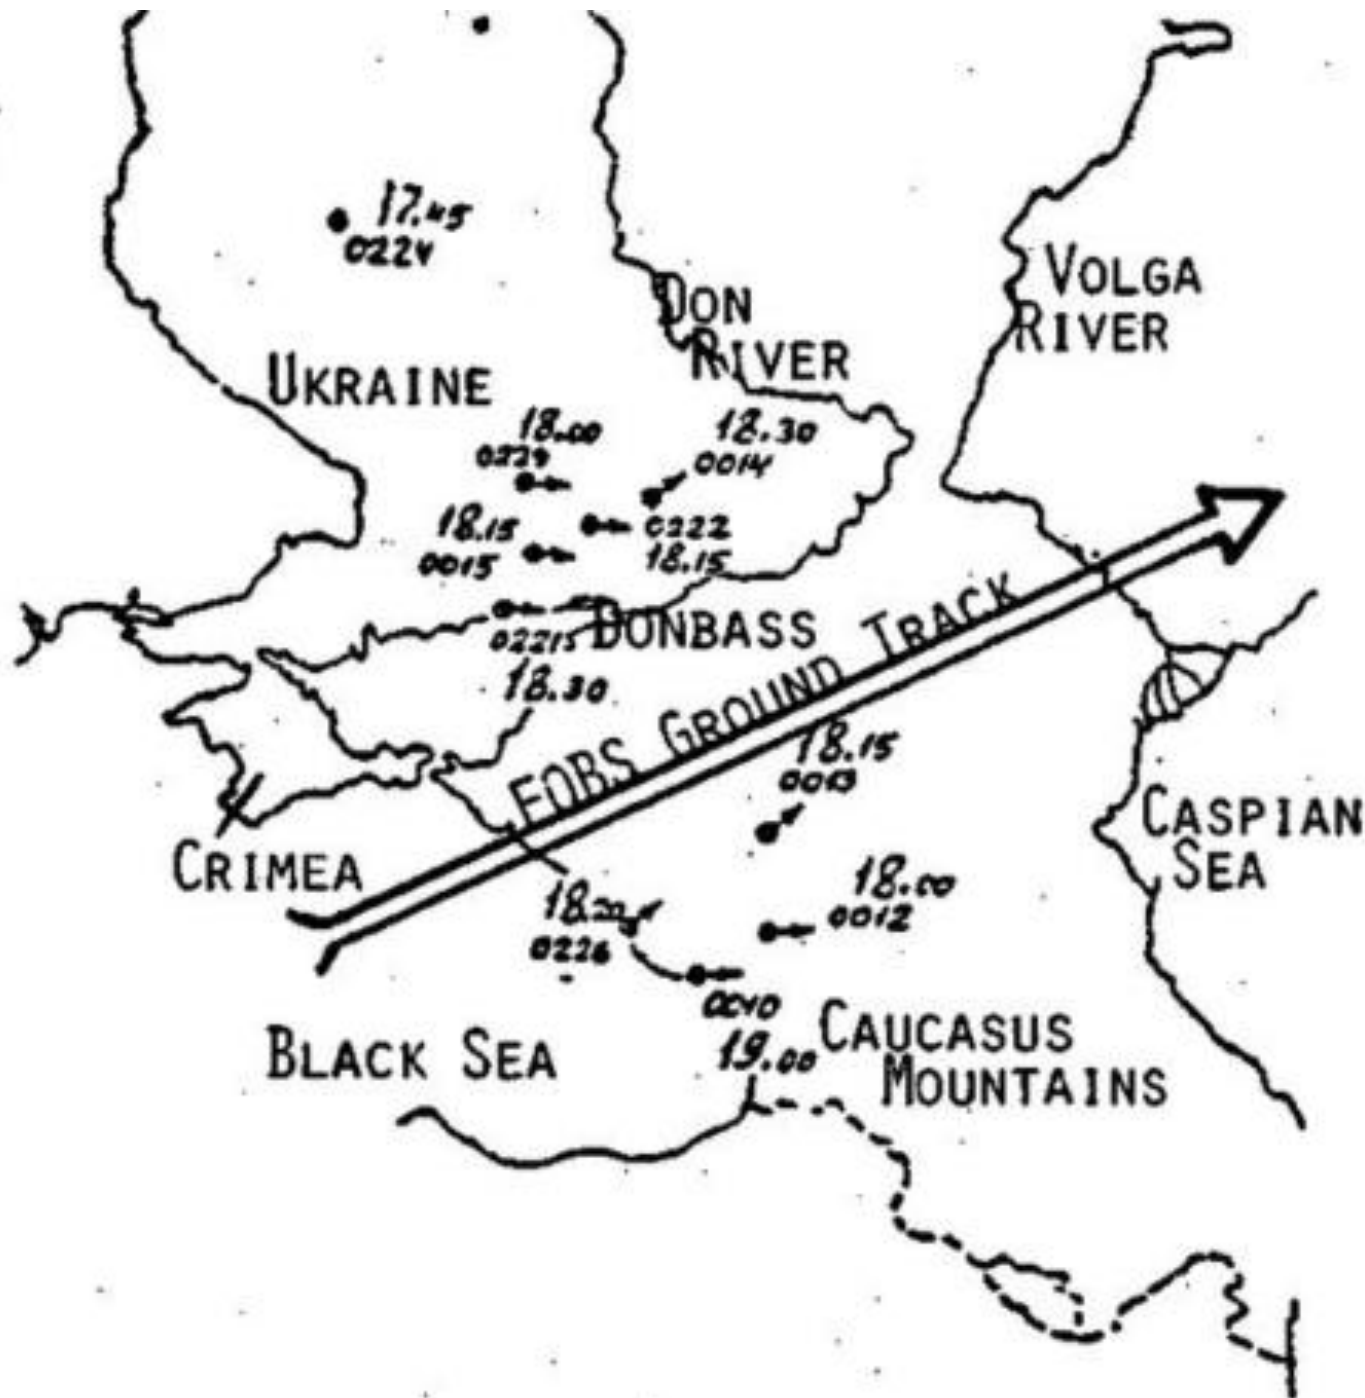 17.45
0224
VOLGA
RIVER
DON
RIVER
UKRAINE
18.00
0229
18.30
0014
18.15
0015
0222
18.15
DONBASS
02215
18.30
FOBS GROUND TRACK
18.15
0013
CRIMEA
CASPIAN
SEA
18.00
0012
0226
0010
19.00
BLACK SEA
CAUCASUS
MOUNTAINS